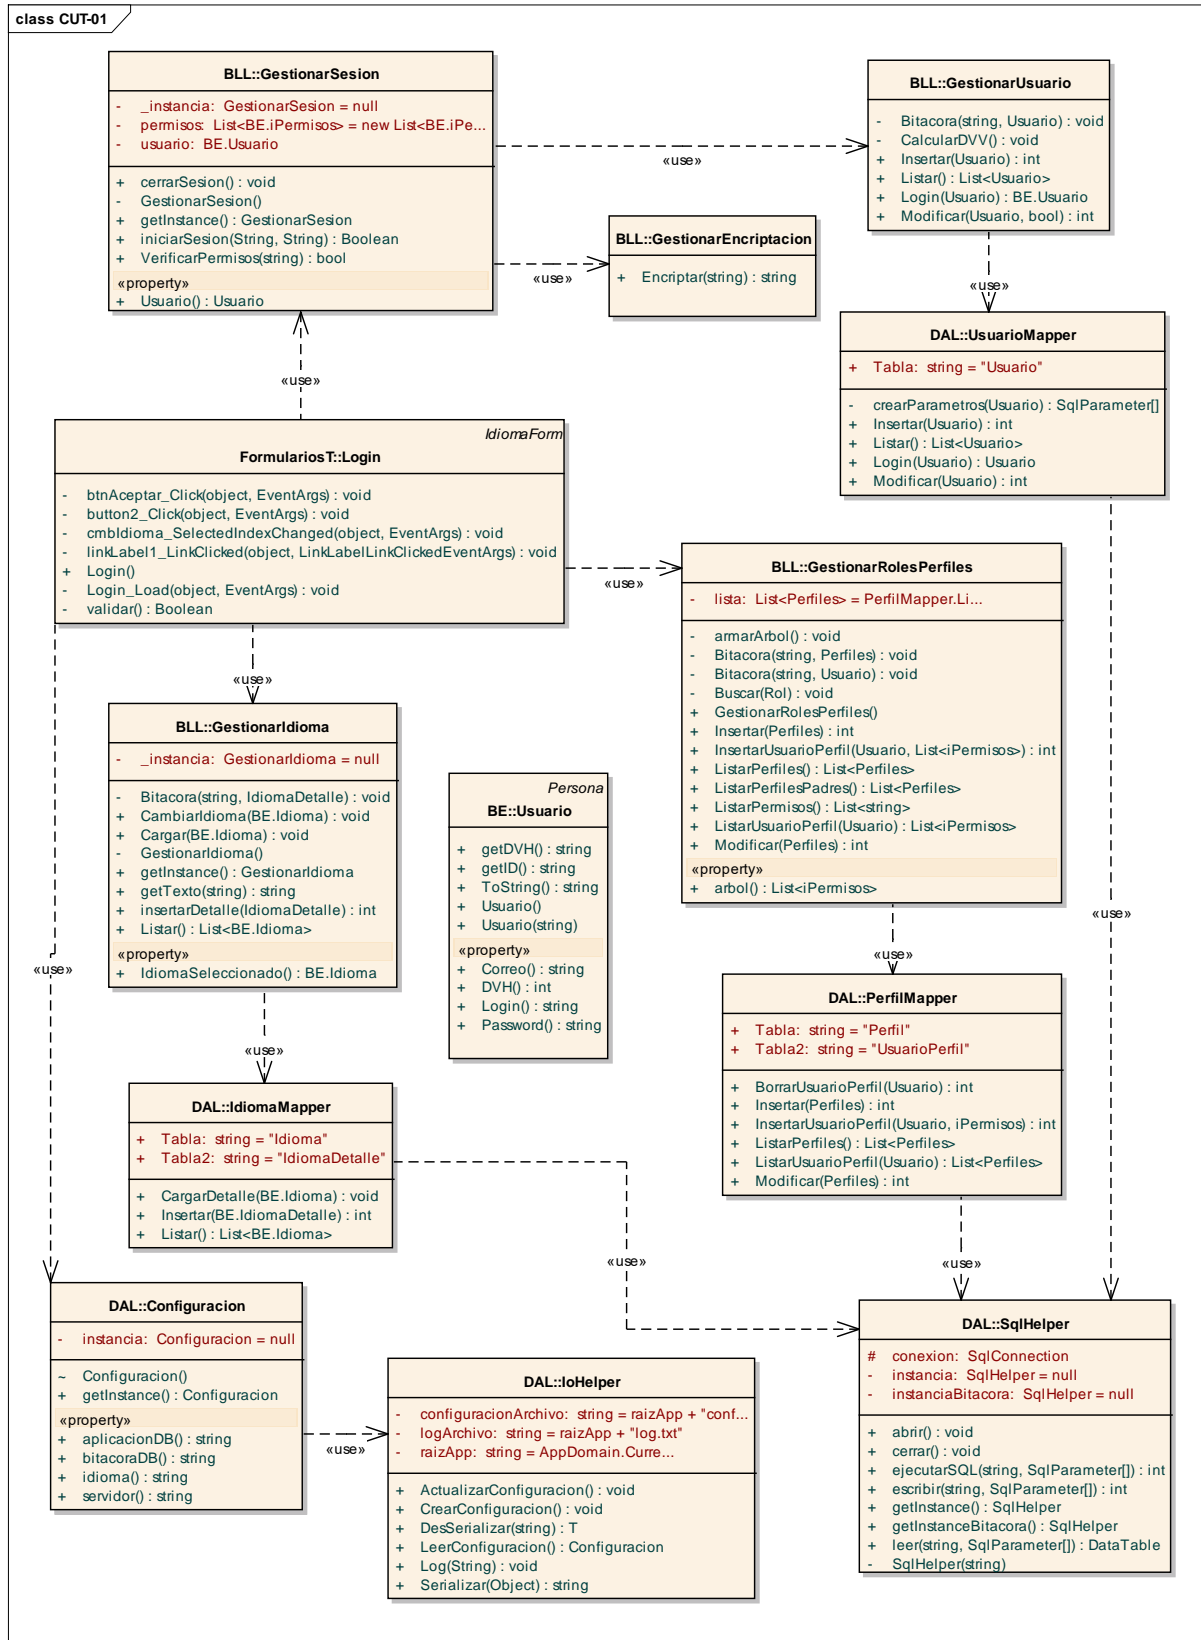 class CUT-01
BLL::GestionarSesion
- _instancia: GestionarSesion = null
- permisos: List<BE.iPermisos> = new List<BE.iPe...
- usuario: BE.Usuario
+ cerrarSesion() : void
- GestionarSesion()
+ getInstance() : GestionarSesion
+ iniciarSesion(String, String) : Boolean
+ VerificarPermisos(string) : bool
«property»
+ Usuario() : Usuario
«use»
BLL::GestionarUsuario
- Bitacora(string, Usuario) : void
- CalcularDVV() : void
+ Insertar(Usuario) : int
+ Listar() : List<Usuario>
+ Login(Usuario) : BE.Usuario
+ Modificar(Usuario, bool) : int
«use»
BLL::GestionarEncriptacion
+ Encriptar(string) : string
«use»
DAL::UsuarioMapper
+ Tabla: string = "Usuario"
- crearParametros(Usuario) : SqlParameter[]
+ Insertar(Usuario) : int
+ Listar() : List<Usuario>
+ Login(Usuario) : Usuario
+ Modificar(Usuario) : int
«use»
IdiomaForm
FormulariosT::Login
- btnAceptar_Click(object, EventArgs) : void
- button2_Click(object, EventArgs) : void
- cmbIdioma_SelectedIndexChanged(object, EventArgs) : void
- linkLabel1_LinkClicked(object, LinkLabelLinkClickedEventArgs) : void
+ Login()
- Login_Load(object, EventArgs) : void
- validar() : Boolean
«use»
BLL::GestionarRolesPerfiles
- lista: List<Perfiles> = PerfilMapper.Li...
- armarArbol() : void
- Bitacora(string, Perfiles) : void
- Bitacora(string, Usuario) : void
- Buscar(Rol) : void
+ GestionarRolesPerfiles()
+ Insertar(Perfiles) : int
+ InsertarUsuarioPerfil(Usuario, List<iPermisos>) : int
+ ListarPerfiles() : List<Perfiles>
+ ListarPerfilesPadres() : List<Perfiles>
+ ListarPermisos() : List<string>
+ ListarUsuarioPerfil(Usuario) : List<iPermisos>
+ Modificar(Perfiles) : int
«property»
+ arbol() : List<iPermisos>
«use»
BLL::GestionarIdioma
- _instancia: GestionarIdioma = null
- Bitacora(string, IdiomaDetalle) : void
+ CambiarIdioma(BE.Idioma) : void
+ Cargar(BE.Idioma) : void
- GestionarIdioma()
+ getInstance() : GestionarIdioma
+ getTexto(string) : string
+ insertarDetalle(IdiomaDetalle) : int
+ Listar() : List<BE.Idioma>
«property»
+ IdiomaSeleccionado() : BE.Idioma
Persona
BE::Usuario
+ getDVH() : string
+ getID() : string
+ ToString() : string
+ Usuario()
+ Usuario(string)
«property»
+ Correo() : string
+ DVH() : int
+ Login() : string
+ Password() : string
«use»
«use»
«use»
«use»
DAL::PerfilMapper
+ Tabla: string = "Perfil"
+ Tabla2: string = "UsuarioPerfil"
+ BorrarUsuarioPerfil(Usuario) : int
+ Insertar(Perfiles) : int
+ InsertarUsuarioPerfil(Usuario, iPermisos) : int
+ ListarPerfiles() : List<Perfiles>
+ ListarUsuarioPerfil(Usuario) : List<Perfiles>
+ Modificar(Perfiles) : int
DAL::IdiomaMapper
+ Tabla: string = "Idioma"
+ Tabla2: string = "IdiomaDetalle"
+ CargarDetalle(BE.Idioma) : void
+ Insertar(BE.IdiomaDetalle) : int
+ Listar() : List<BE.Idioma>
«use»
«use»
DAL::Configuracion
- instancia: Configuracion = null
~ Configuracion()
+ getInstance() : Configuracion
«property»
+ aplicacionDB() : string
+ bitacoraDB() : string
+ idioma() : string
+ servidor() : string
«use»
DAL::IoHelper
- configuracionArchivo: string = raizApp + "conf...
- logArchivo: string = raizApp + "log.txt"
- raizApp: string = AppDomain.Curre...
+ ActualizarConfiguracion() : void
+ CrearConfiguracion() : void
+ DesSerializar(string) : T
+ LeerConfiguracion() : Configuracion
+ Log(String) : void
+ Serializar(Object) : string
DAL::SqlHelper
# conexion: SqlConnection
- instancia: SqlHelper = null
- instanciaBitacora: SqlHelper = null
+ abrir() : void
+ cerrar() : void
+ ejecutarSQL(string, SqlParameter[]) : int
+ escribir(string, SqlParameter[]) : int
+ getInstance() : SqlHelper
+ getInstanceBitacora() : SqlHelper
+ leer(string, SqlParameter[]) : DataTable
- SqlHelper(string)